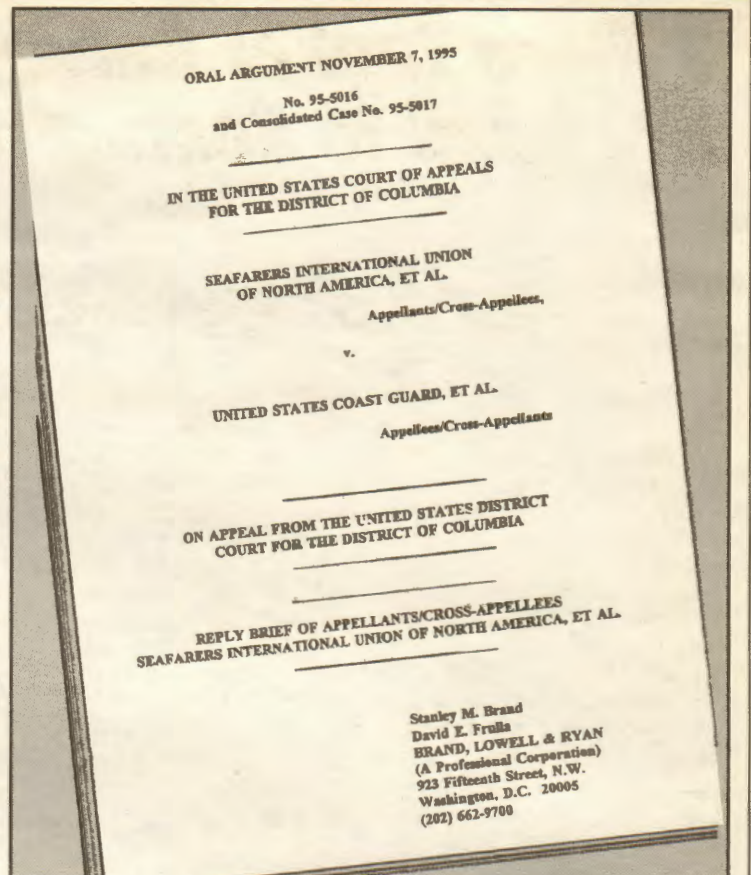 ORAL ARGUMENT NOVEMBER 7, 1995
No. 95-5016
and Consolidated Case No. 95-5017
IN THE UNITED STATES COURT OF APPEALS
FOR THE DISTRICT OF COLUMBIA
SEAFARERS INTERNATIONAL UNION
OF NORTH AMERICA, ET AL.
Appellants/Cross-Appellees,
v.
UNITED STATES COAST GUARD, ET AL.
Appellees/Cross-Appellants
ON APPEAL FROM THE UNITED STATES DISTRICT
COURT FOR THE DISTRICT OF COLUMBIA
REPLY BRIEF OF APPELLANTS/CROSS-APPELLEES
SEAFARERS INTERNATIONAL UNION OF NORTH AMERICA, ET AL.
Stanley M. Brand
David E. Frulla
BRAND, LOWELL & RYAN
(A Professional Corporation)
923 Fifteenth Street, N.W.
Washington, D.C. 20005
(202) 662-9700